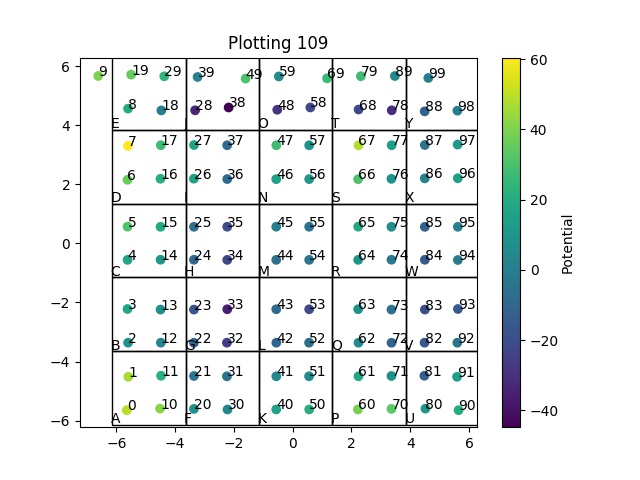 Plotting 109
6
9 19 29 39 49 59 69 79 89 99
8 18 28 38 48 58 68 78 88 98
4 E J O T Y
7 17 27 37 47 57 67 77 87 97
6 16 26 36 46 56 66 76 86 96
2 D I N S X
5 15 25 35 45 55 65 75 85 95
0
4 14 24 34 44 54 64 74 84 94
C H M R W
−2
3 13 23 33 43 53 63 73 83 93
2 12 22 32 42 52 62 72 82 92
B G L Q V
−4
1 11 21 31 41 51 61 71 81 91
0 10 20 30 40 50 60 70 80 90
−6 A F K P U
−6 −4 −2 0 2 4 6
60
40
20
0
−20
−40
Potential